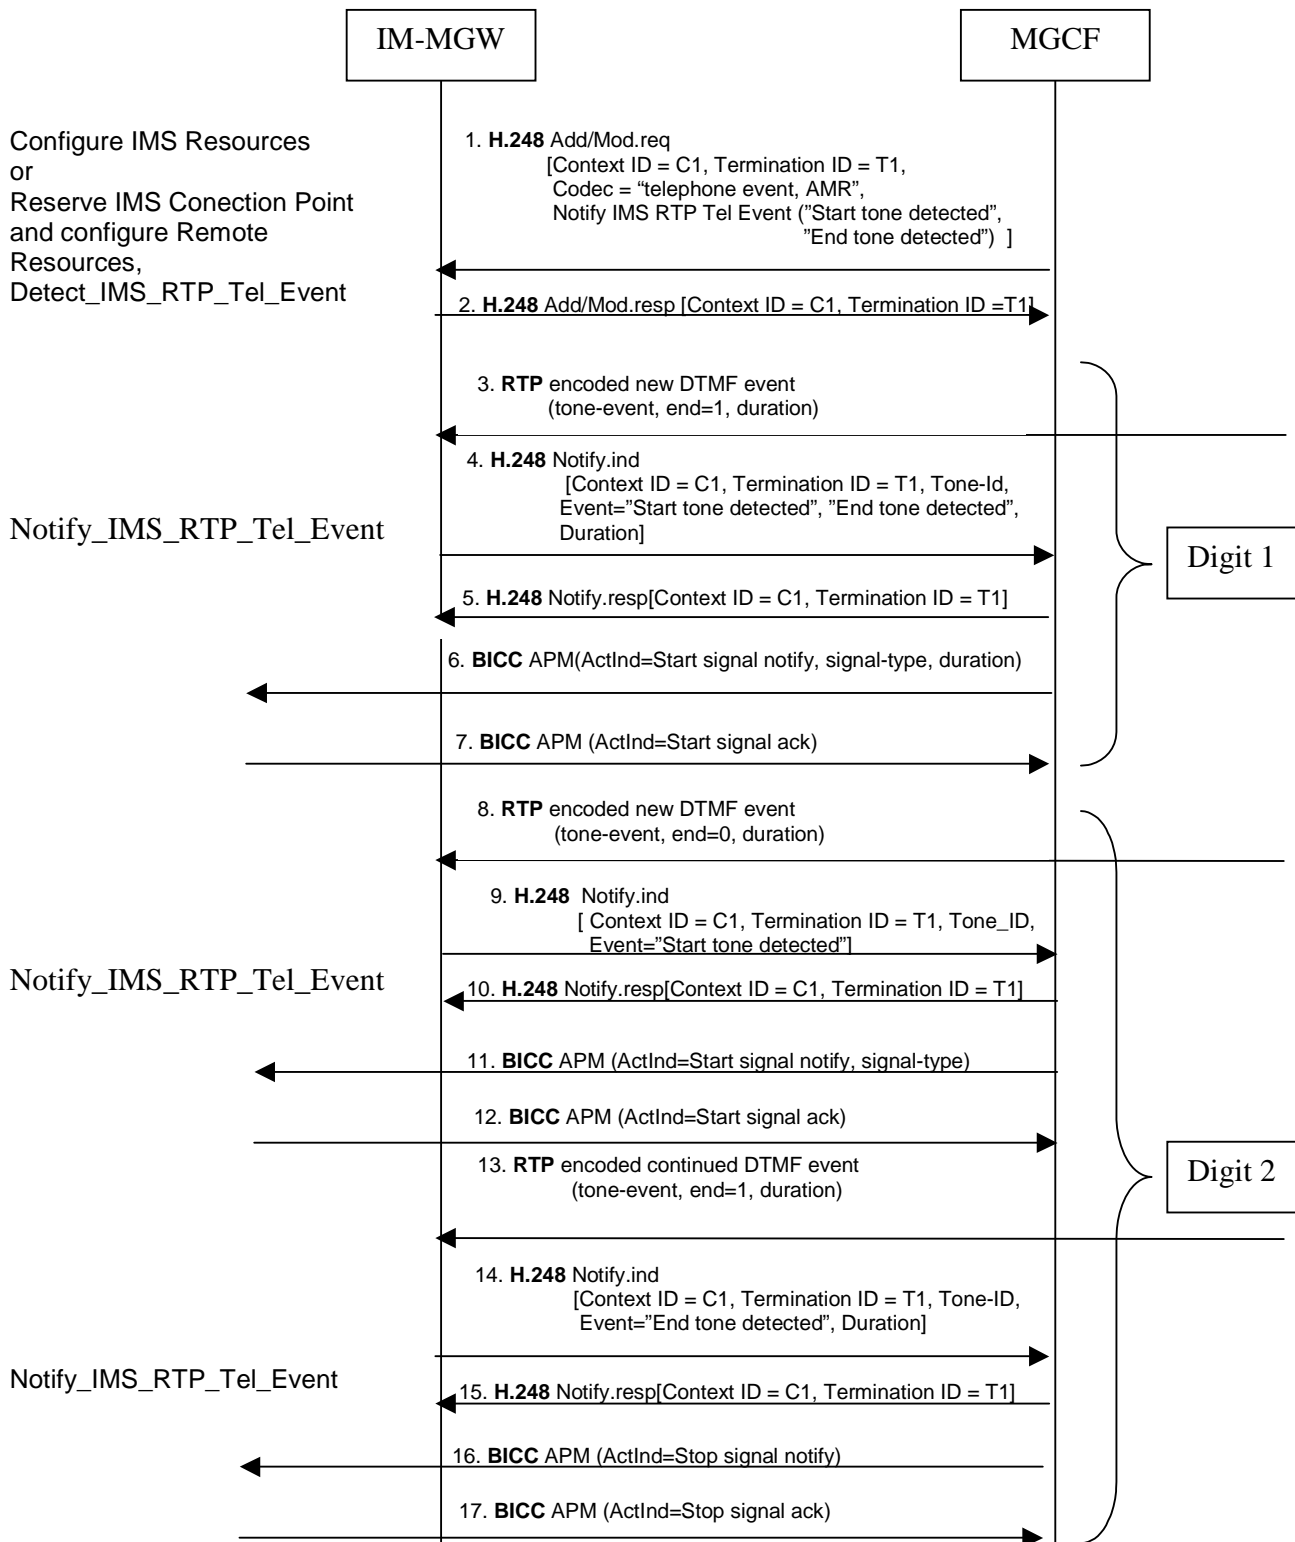 IM-MGW
MGCF
Configure IMS Resources
or
Reserve IMS Conection Point
and configure Remote
Resources,
Detect_IMS_RTP_Tel_Event
1. H.248 Add/Mod.req
[Context ID = C1, Termination ID = T1,
Codec = “telephone event, AMR”,
Notify IMS RTP Tel Event (”Start tone detected”,
”End tone detected”) ]
2. H.248 Add/Mod.resp [Context ID = C1, Termination ID =T1]
3. RTP encoded new DTMF event
(tone-event, end=1, duration)
4. H.248 Notify.ind
[Context ID = C1, Termination ID = T1, Tone-Id,
Event=”Start tone detected”, ”End tone detected”,
Duration]
Notify_IMS_RTP_Tel_Event
Digit 1
5. H.248 Notify.resp[Context ID = C1, Termination ID = T1]
6. BICC APM(ActInd=Start signal notify, signal-type, duration)
7. BICC APM (ActInd=Start signal ack)
8. RTP encoded new DTMF event
(tone-event, end=0, duration)
9. H.248 Notify.ind
[ Context ID = C1, Termination ID = T1, Tone_ID,
Event=”Start tone detected”]
Notify_IMS_RTP_Tel_Event
10. H.248 Notify.resp[Context ID = C1, Termination ID = T1]
11. BICC APM (ActInd=Start signal notify, signal-type)
12. BICC APM (ActInd=Start signal ack)
13. RTP encoded continued DTMF event
(tone-event, end=1, duration)
Digit 2
14. H.248 Notify.ind
[Context ID = C1, Termination ID = T1, Tone-ID,
Event=”End tone detected”, Duration]
Notify_IMS_RTP_Tel_Event
15. H.248 Notify.resp[Context ID = C1, Termination ID = T1]
16. BICC APM (ActInd=Stop signal notify)
17. BICC APM (ActInd=Stop signal ack)